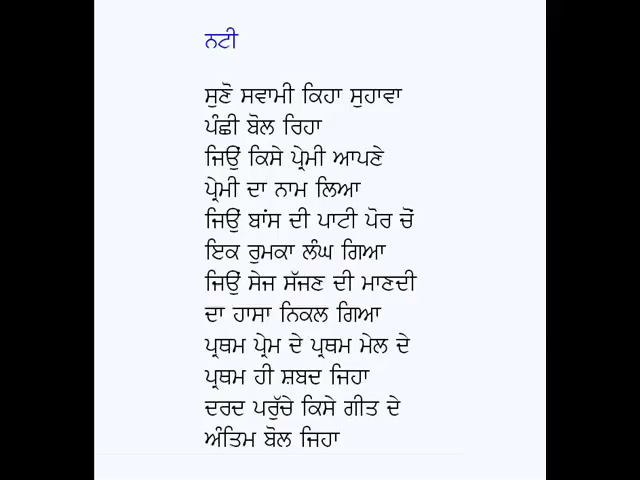 ਨਟੀ
ਸੁਣੋ ਸਵਾਮੀ ਕਿਹਾ ਸੁਹਾਵਾ
ਪੰਛੀ ਬੋਲ ਰਿਹਾ
ਜਿਉਂ ਕਿਸੇ ਪ੍ਰੇਮੀ ਆਪਣੇ
ਪ੍ਰੇਮੀ ਦਾ ਨਾਮ ਲਿਆ
ਜਿਉਂ ਬਾਂਸ ਦੀ ਪਾਟੀ ਪੋਰ ਚੋਂ
ਇਕ ਰੁਮਕਾ ਲੰਘ ਗਿਆ
ਜਿਉਂ ਸੇਜ ਸੱਜਣ ਦੀ ਮਾਣਦੀ
ਦਾ ਹਾਸਾ ਨਿਕਲ ਗਿਆ
ਪ੍ਰਥਮ ਪ੍ਰੇਮ ਦੇ ਪ੍ਰਥਮ ਮੇਲ ਦੇ
ਪ੍ਰਥਮ ਹੀ ਸ਼ਬਦ ਜਿਹਾ
ਦਰਦ ਪਰੁੱਚੇ ਕਿਸੇ ਗੀਤ ਦੇ
ਅੰਤਿਮ ਬੋਲ ਜਿਹਾ